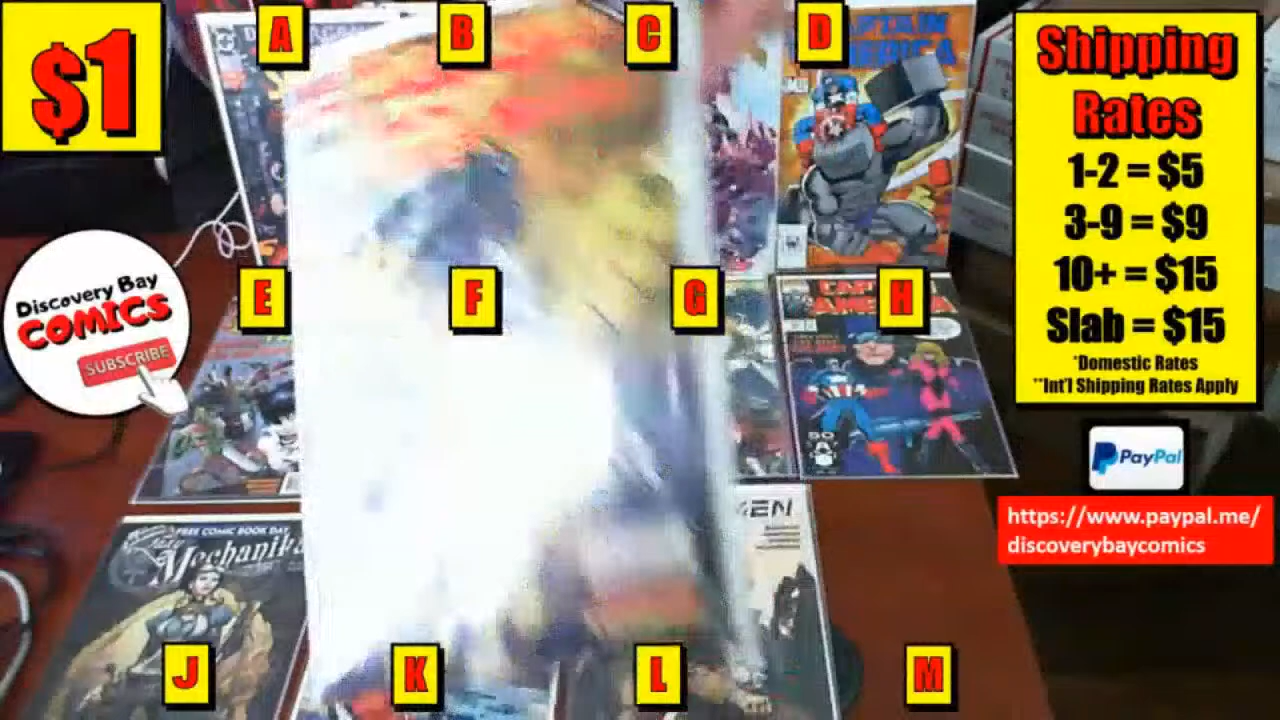 $1
A
B
C
D
CAPTAIN
AMERICA
Shipping
Rates
1-2 = $5
3-9 = $9
10+ = $15
Slab = $15
*Domestic Rates
**Int'l Shipping Rates Apply
Discovery Bay
COMICS
SUBSCRIBE
E
F
G
H
CAPTAIN
AMERICA
PayPal
https://www.paypal.me/
discoverybaycomics
FREE COMIC BOOK DAY
Mechanika
J
K
L
M